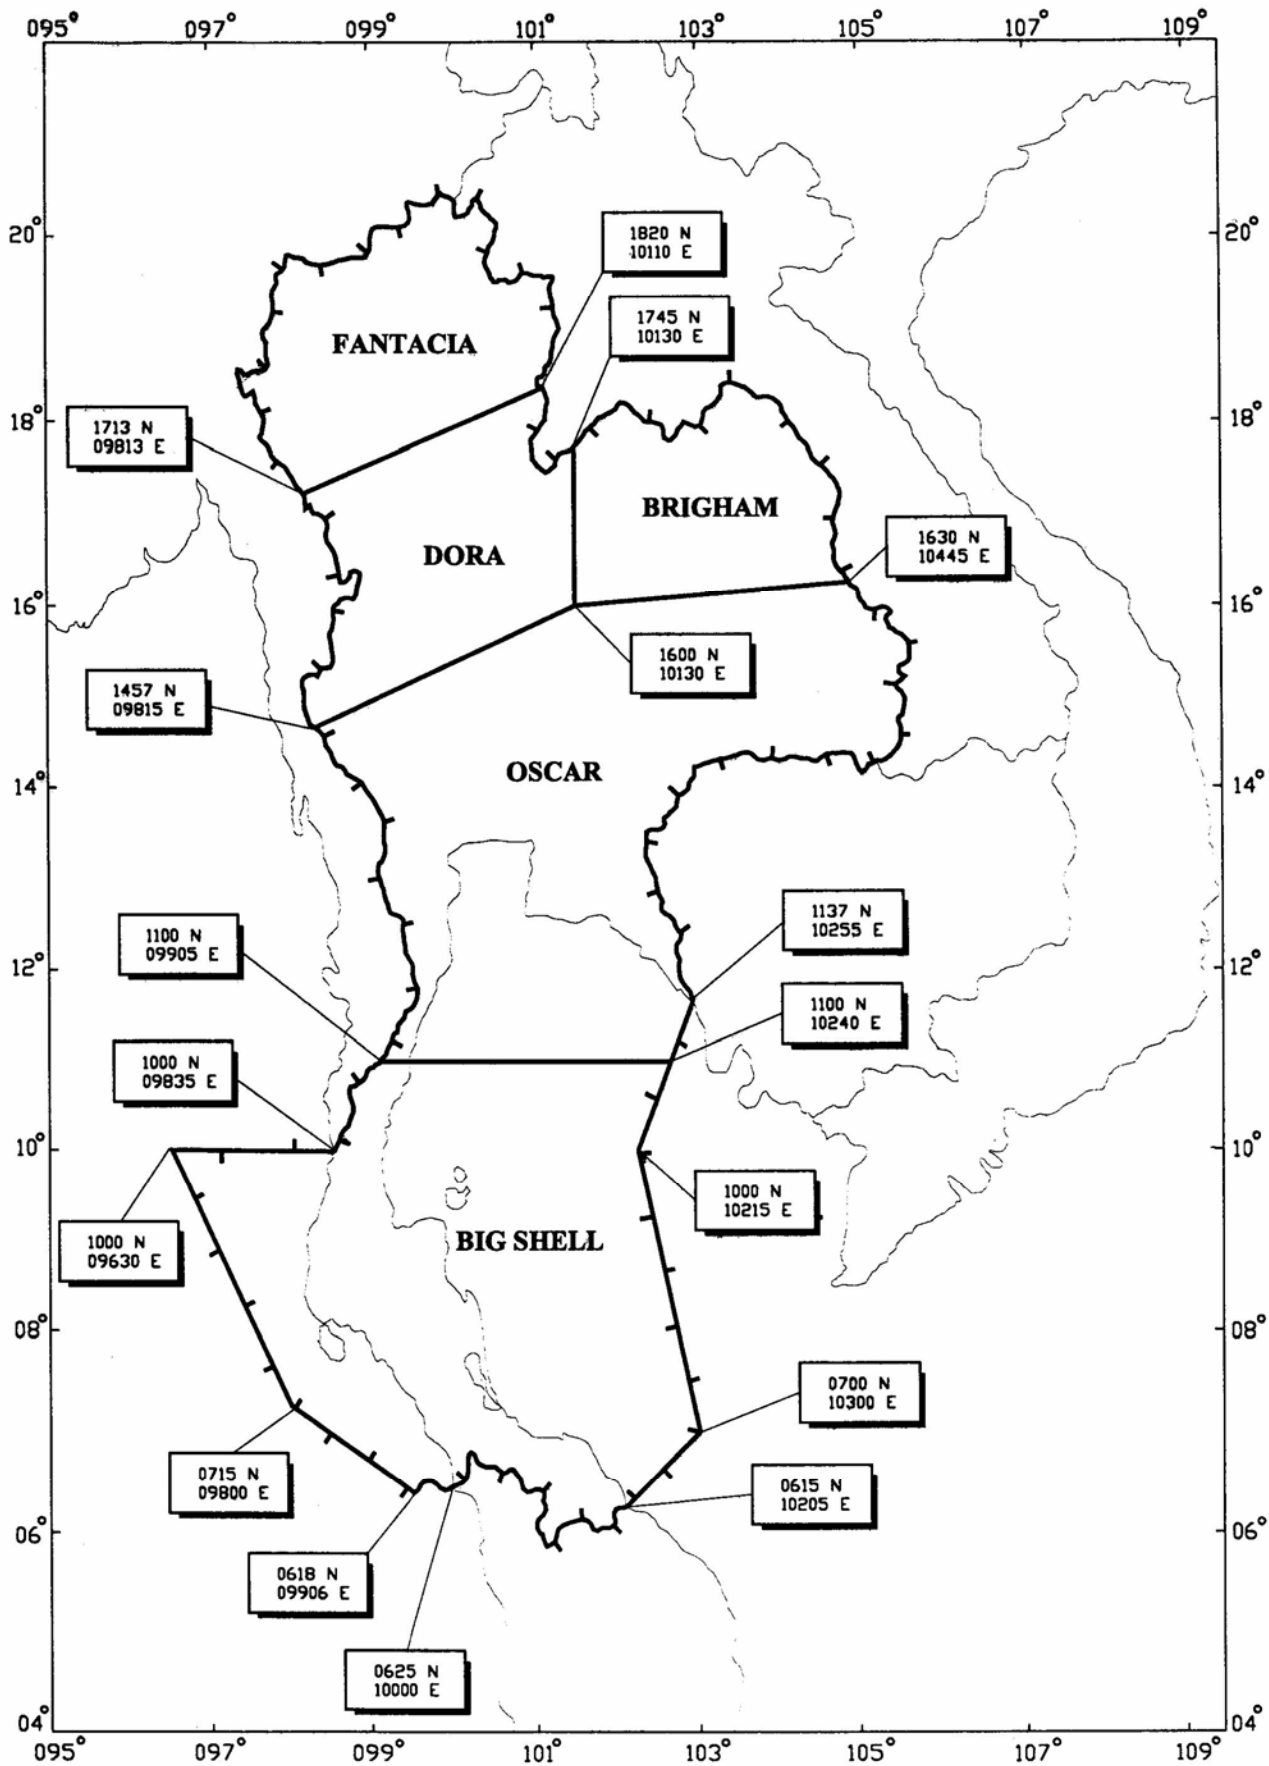 095° 097° 099° 101° 103° 105° 107° 109°
20° 20°
1820 N
10110 E
1745 N
10130 E
FANTACIA
18° 18°
1713 N
09813 E
BRIGHAM
1630 N
10445 E
DORA
16° 16°
1600 N
10130 E
1457 N
09815 E
OSCAR
14° 14°
1137 N
10255 E
1100 N
09905 E
12° 12°
1100 N
10240 E
1000 N
09835 E
10° 10°
1000 N
10215 E
1000 N
09630 E
BIG SHELL
08° 08°
0700 N
10300 E
0715 N
09800 E
0615 N
10205 E
06° 06°
0618 N
09906 E
0625 N
10000 E
04° 04°
095° 097° 099° 101° 103° 105° 107° 109°